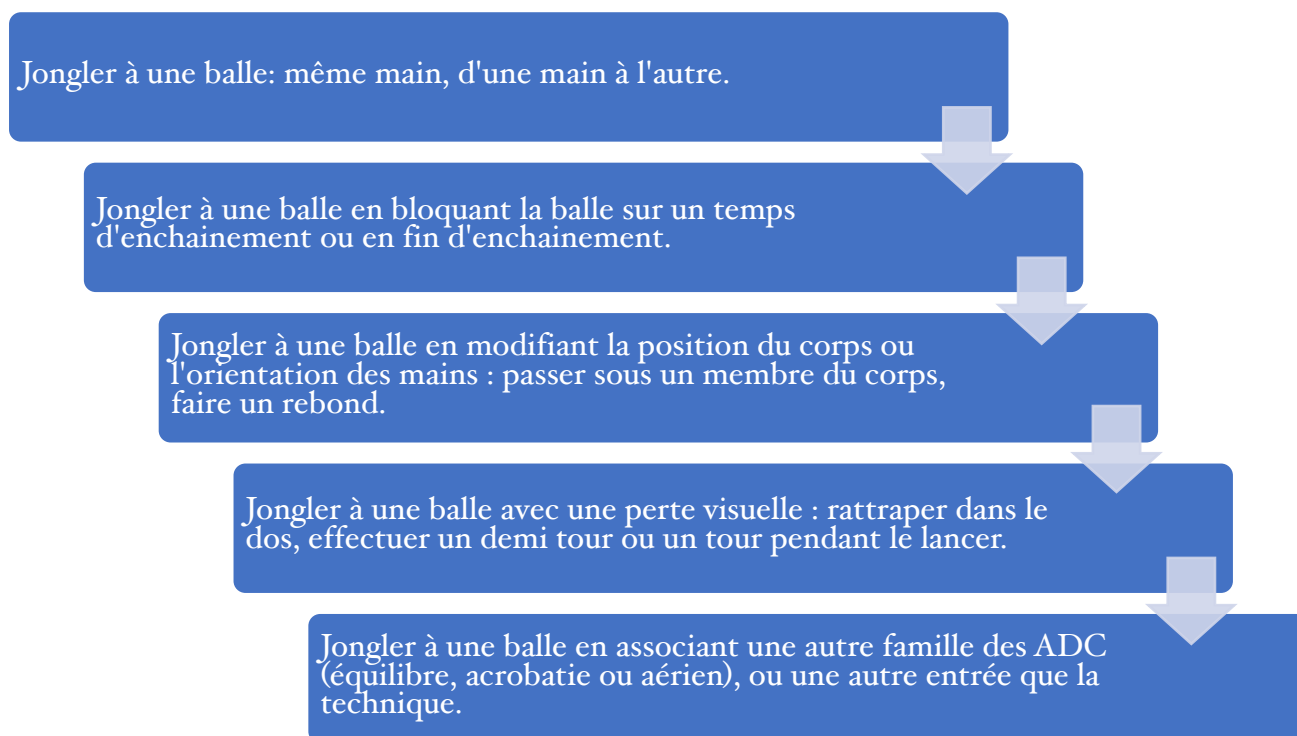 Jongler à une balle: même main, d'une main à l'autre.
Jongler à une balle en bloquant la balle sur un temps
d'enchainement ou en fin d'enchainement.
Jongler à une balle en modifiant la position du corps ou
l'orientation des mains : passer sous un membre du corps,
faire un rebond.
Jongler à une balle avec une perte visuelle : rattraper dans le
dos, effectuer un demi tour ou un tour pendant le lancer.
Jongler à une balle en associant une autre famille des ADC
(équilibre, acrobatie ou aérien), ou une autre entrée que la
technique.